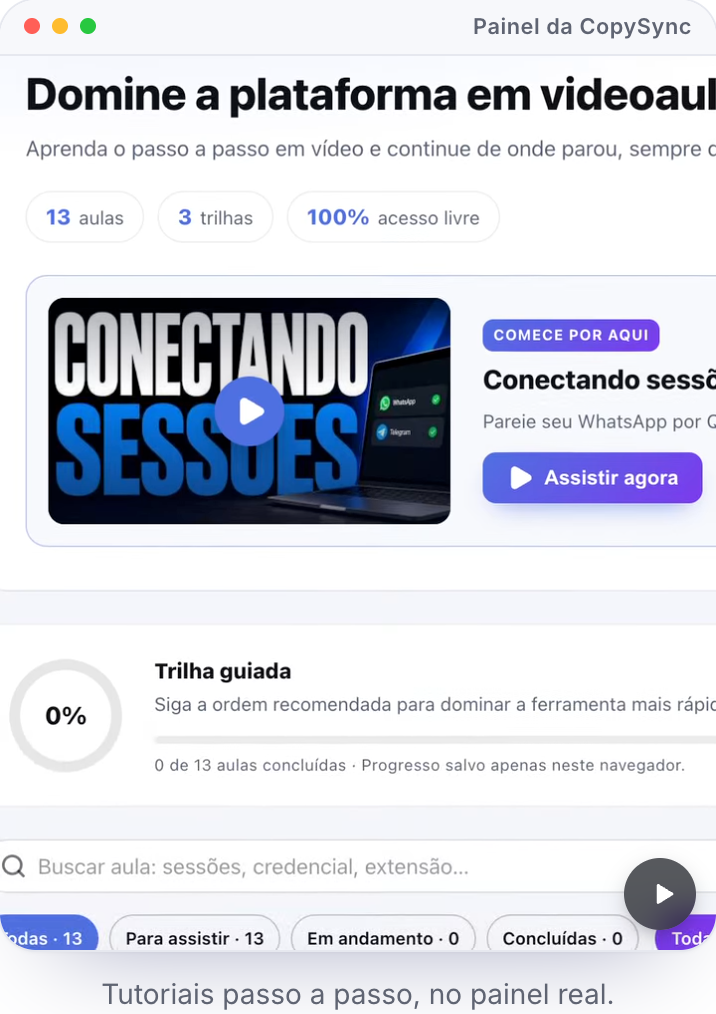 Painel da CopySync
Domine a plataforma em videoaul
Aprenda o passo a passo em vídeo e continue de onde parou, sempre
13 aulas
3 trilhas
100% acesso livre
CONECTANDO
SESSÕES
WhatsApp
Telegram
COMECE POR AQUI
Conectando sessõ
Pareie seu WhatsApp por Q
Assistir agora
0%
Trilha guiada
Siga a ordem recomendada para dominar a ferramenta mais rápid
0 de 13 aulas concluídas · Progresso salvo apenas neste navegador.
Buscar aula: sessões, credencial, extensão...
odas · 13
Para assistir · 13
Em andamento · 0
Concluídas · 0
Toda
Tutoriais passo a passo, no painel real.